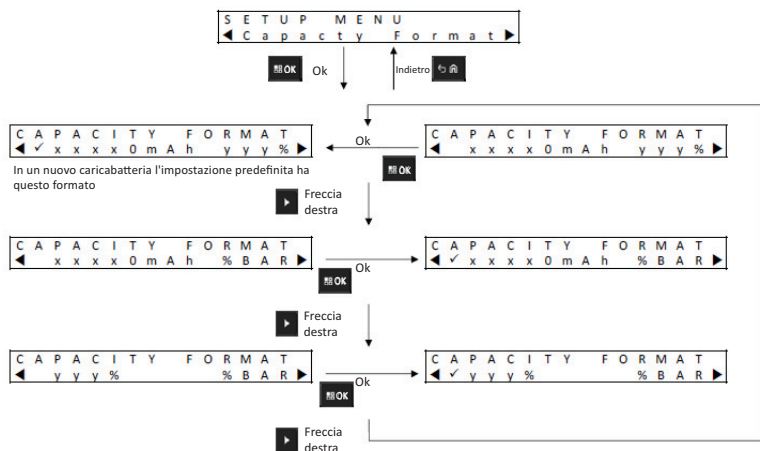 SETUP MENU
◀ Capacty Format ▶
OK
Ok
Indietro
CAPACITY FORMAT
◀ ✓ xxxx0mAh yyy% ▶
Ok
CAPACITY FORMAT
◀ xxxx0mAh yyy% ▶
OK
In un nuovo caricabatteria l'impostazione predefinita ha
questo formato
Freccia
destra
CAPACITY FORMAT
◀ xxxx0mAh %BAR ▶
Ok
OK
CAPACITY FORMAT
◀ ✓ xxxx0mAh %BAR ▶
Freccia
destra
CAPACITY FORMAT
◀ yyy% %BAR ▶
Ok
OK
CAPACITY FORMAT
◀ ✓ yyy% %BAR ▶
Freccia
destra